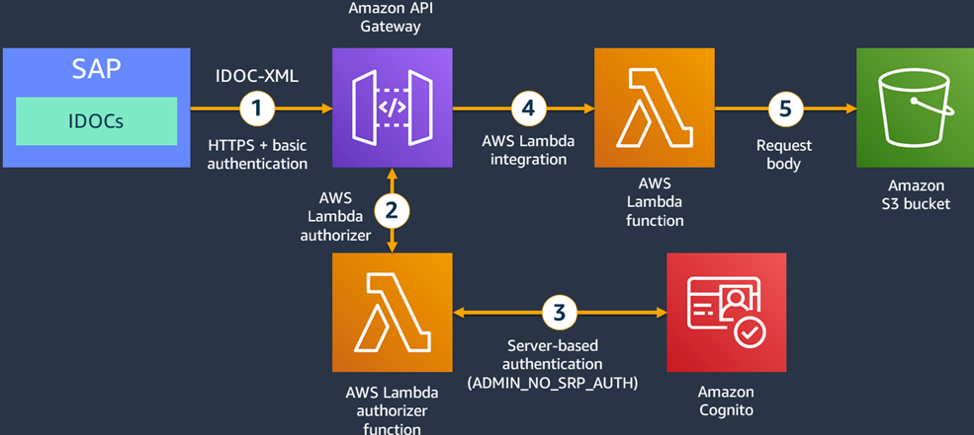 Amazon API
Gateway
SAP
IDOCs
IDOC-XML
1
HTTPS + basic
authentication
</>
4
AWS Lambda
integration
AWS
Lambda
function
5
Request
body
Amazon
S3 bucket
AWS
Lambda
authorizer
2
AWS Lambda
authorizer
function
3
Server-based
authentication
(ADMIN_NO_SRP_AUTH)
Amazon
Cognito